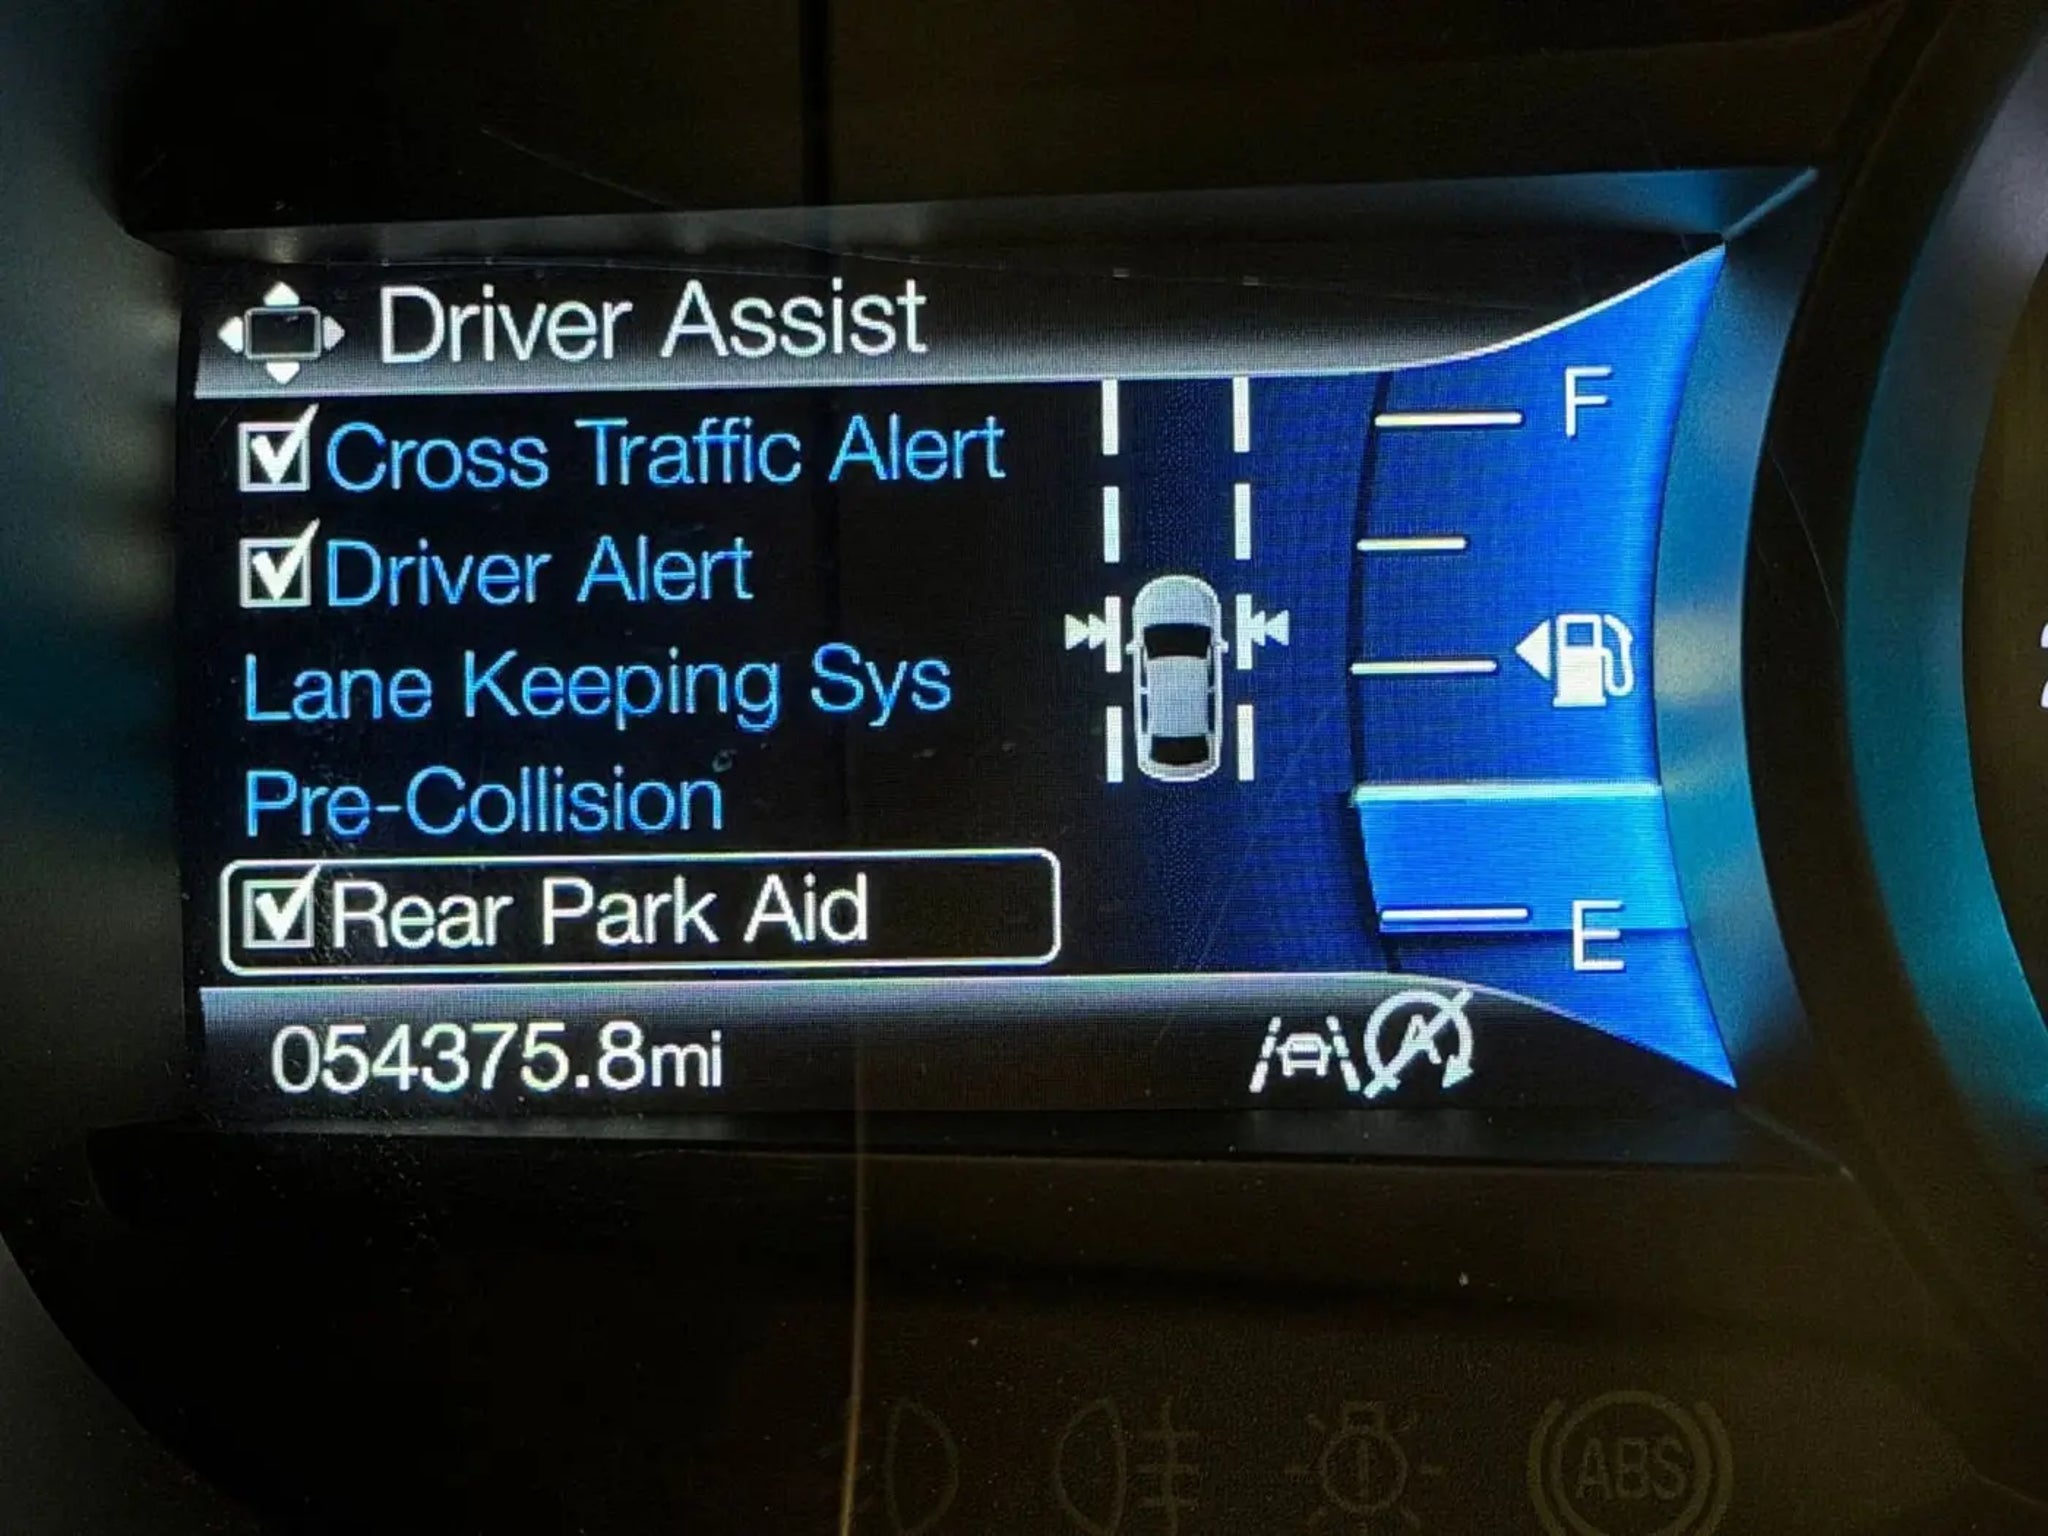 Driver Assist
Cross Traffic Alert
Driver Alert
Lane Keeping Sys
Pre-Collision
Rear Park Aid
F
E
054375.8mi
A
ABS